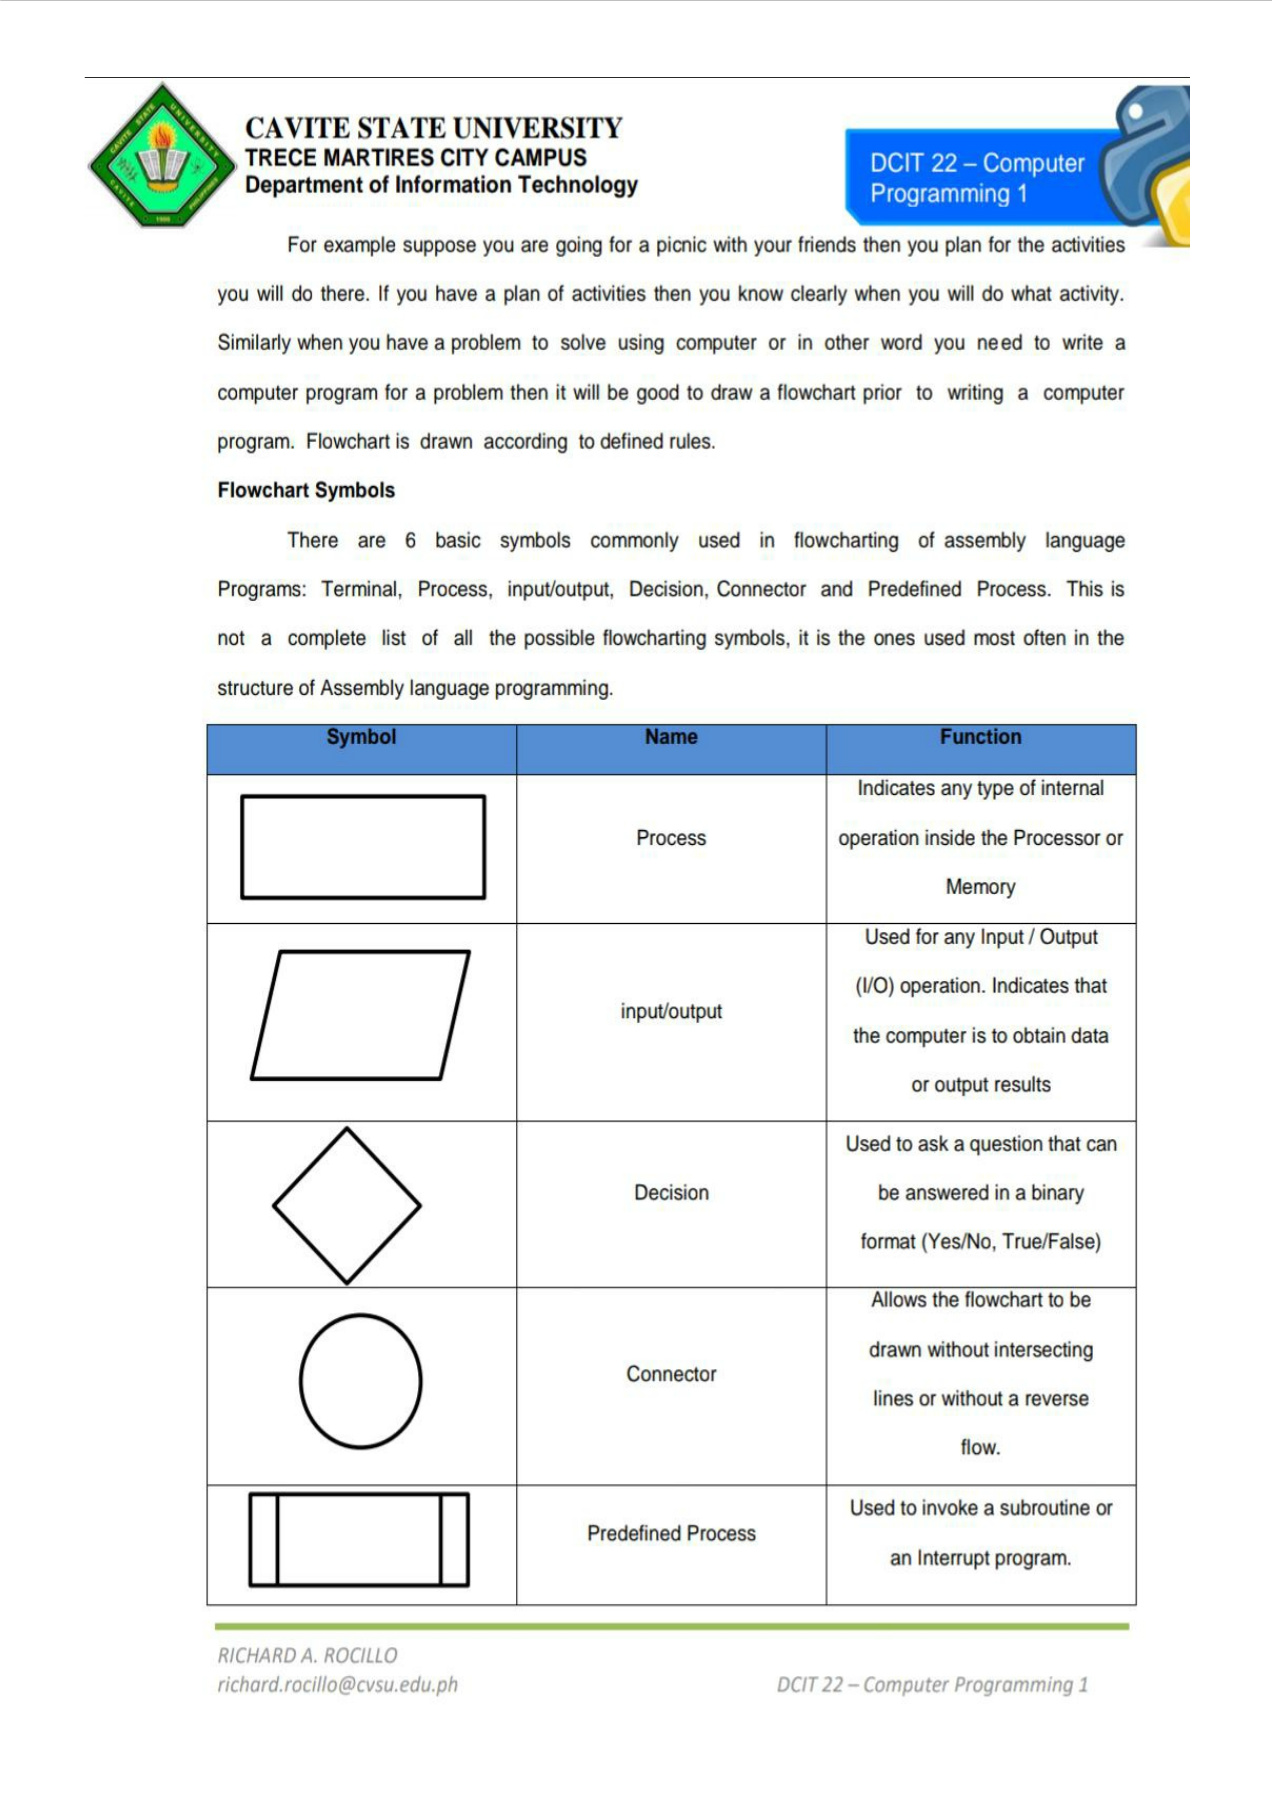 CAVITE STATE UNIVERSITY
TRECE MARTIRES CITY CAMPUS
Department of Information Technology
DCIT 22 – Computer
Programming 1
CAVITE STATE UNIVERSITY
CAVITE
PHILIPPINES
1906
For example suppose you are going for a picnic with your friends then you plan for the activities
you will do there. If you have a plan of activities then you know clearly when you will do what activity.
Similarly when you have a problem to solve using computer or in other word you need to write a
computer program for a problem then it will be good to draw a flowchart prior to writing a computer
program. Flowchart is drawn according to defined rules.
Flowchart Symbols
There are 6 basic symbols commonly used in flowcharting of assembly language
Programs: Terminal, Process, input/output, Decision, Connector and Predefined Process. This is
not a complete list of all the possible flowcharting symbols, it is the ones used most often in the
structure of Assembly language programming.
Symbol Name Function
Process
Indicates any type of internal
operation inside the Processor or
Memory
input/output
Used for any Input / Output
(I/O) operation. Indicates that
the computer is to obtain data
or output results
Decision
Used to ask a question that can
be answered in a binary
format (Yes/No, True/False)
Connector
Allows the flowchart to be
drawn without intersecting
lines or without a reverse
flow.
Predefined Process
Used to invoke a subroutine or
an Interrupt program.
RICHARD A. ROCILLO
richard.rocillo@cvsu.edu.ph
DCIT 22 – Computer Programming 1